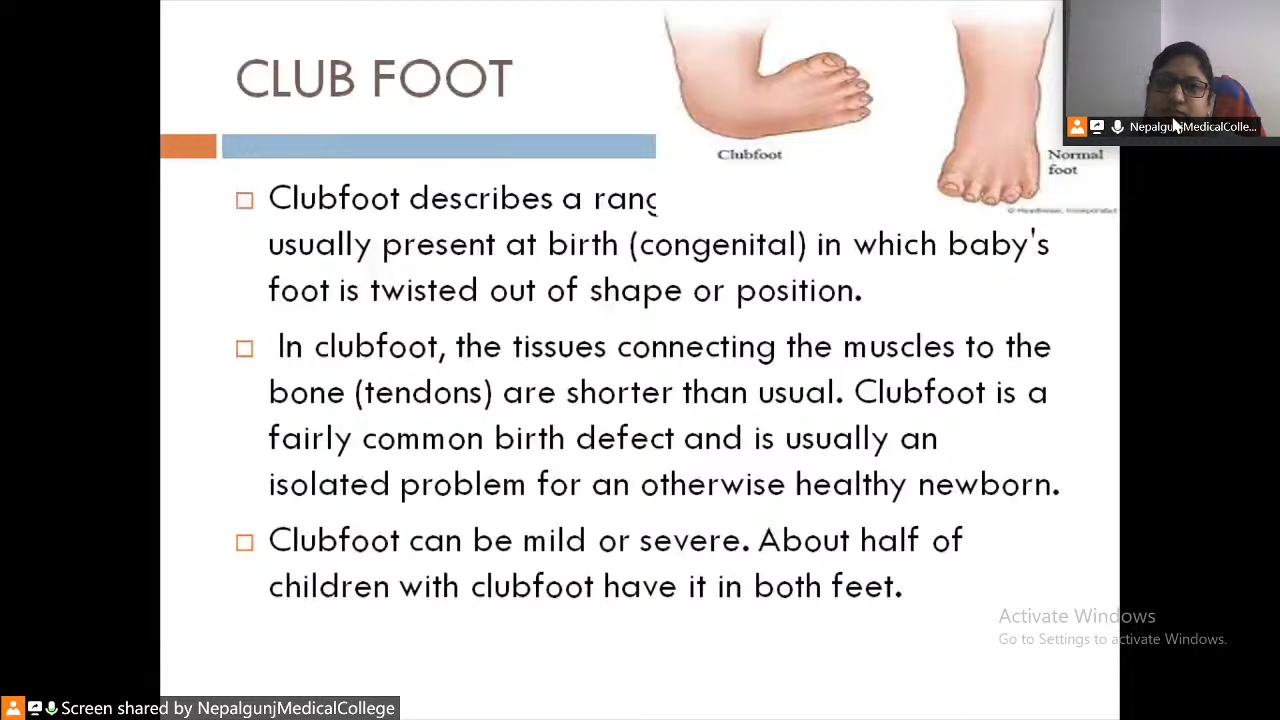 CLUB FOOT
Clubfoot
Normal
foot
NepalgunjMedicalColle...
Clubfoot describes a rang
usually present at birth (congenital) in which baby's
foot is twisted out of shape or position.
In clubfoot, the tissues connecting the muscles to the
bone (tendons) are shorter than usual. Clubfoot is a
fairly common birth defect and is usually an
isolated problem for an otherwise healthy newborn.
Clubfoot can be mild or severe. About half of
children with clubfoot have it in both feet.
Activate Windows
Go to Settings to activate Windows.
Screen shared by NepalgunjMedicalCollege